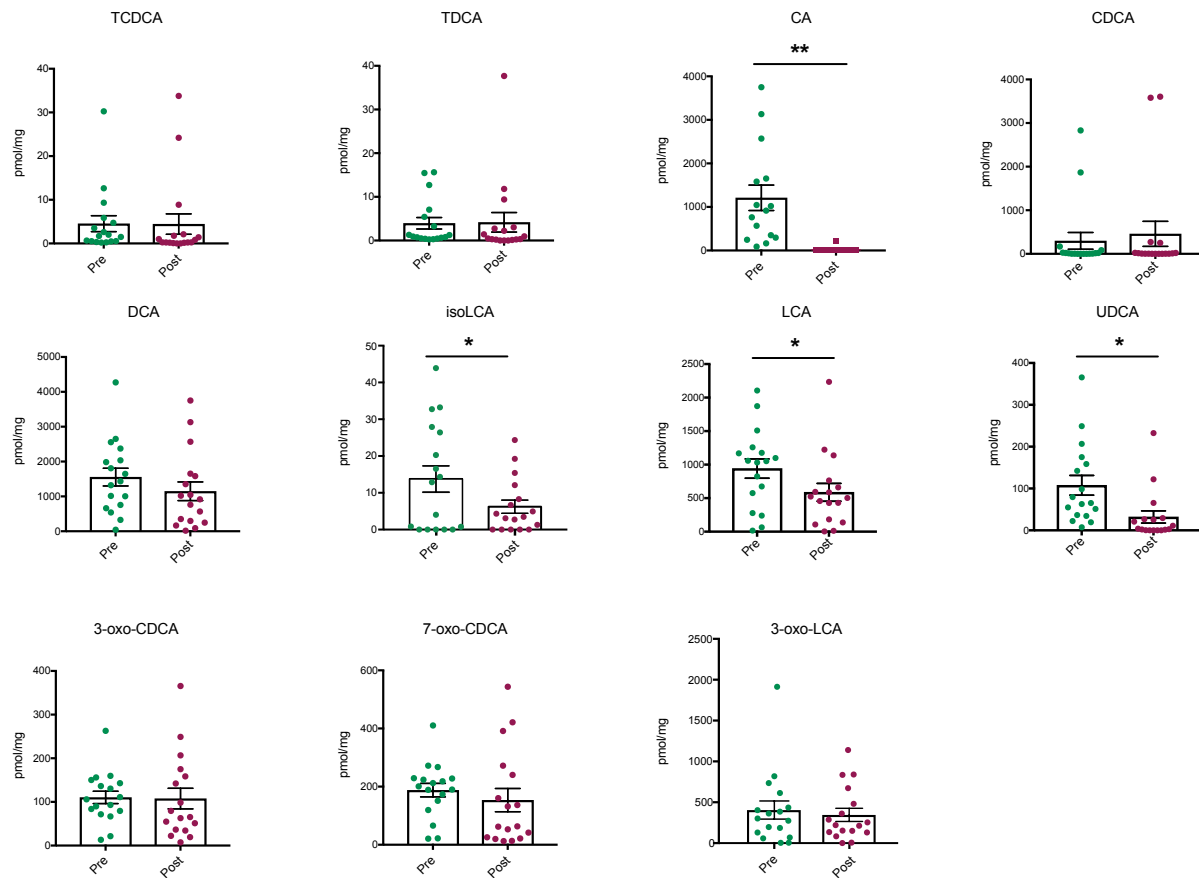 TCDCA
TDCA
CA
CDCA
**
40
30
20
10
0
pmol/mg
Pre
Post
40
30
20
10
0
pmol/mg
Pre
Post
4000
3000
2000
1000
0
pmol/mg
Pre
Post
4000
3000
2000
1000
0
pmol/mg
Pre
Post
DCA
isoLCA
LCA
UDCA
*
*
*
5000
4000
3000
2000
1000
0
pmol/mg
Pre
Post
50
40
30
20
10
0
pmol/mg
Pre
Post
2500
2000
1500
1000
500
0
pmol/mg
Pre
Post
400
300
200
100
0
pmol/mg
Pre
Post
3-oxo-CDCA
7-oxo-CDCA
3-oxo-LCA
400
300
200
100
0
pmol/mg
Pre
Post
600
400
200
0
pmol/mg
Pre
Post
2500
2000
1500
1000
500
0
pmol/mg
Pre
Post